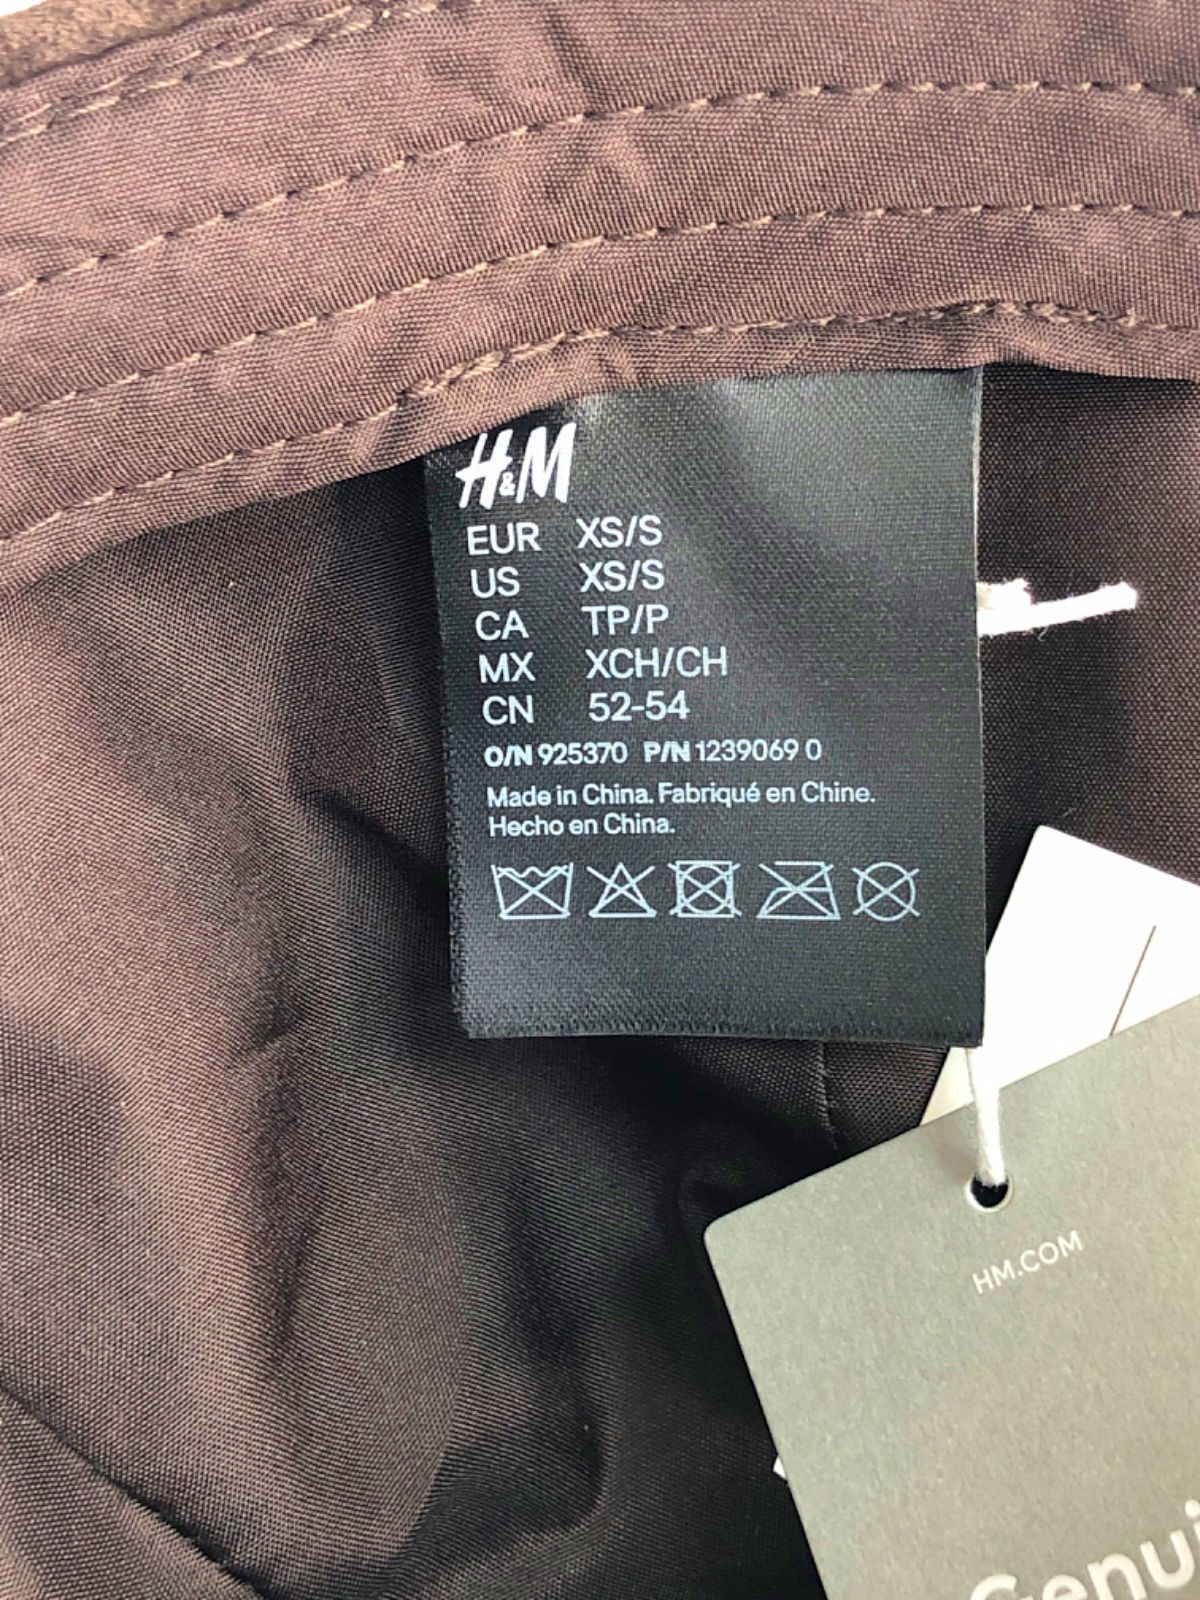 H&M
EUR XS/S
US XS/S
CA TP/P
MX XCH/CH
CN 52-54
O/N 925370 P/N 1239069 0
Made in China. Fabriqué en Chine.
Hecho en China.
HM.COM
Genui